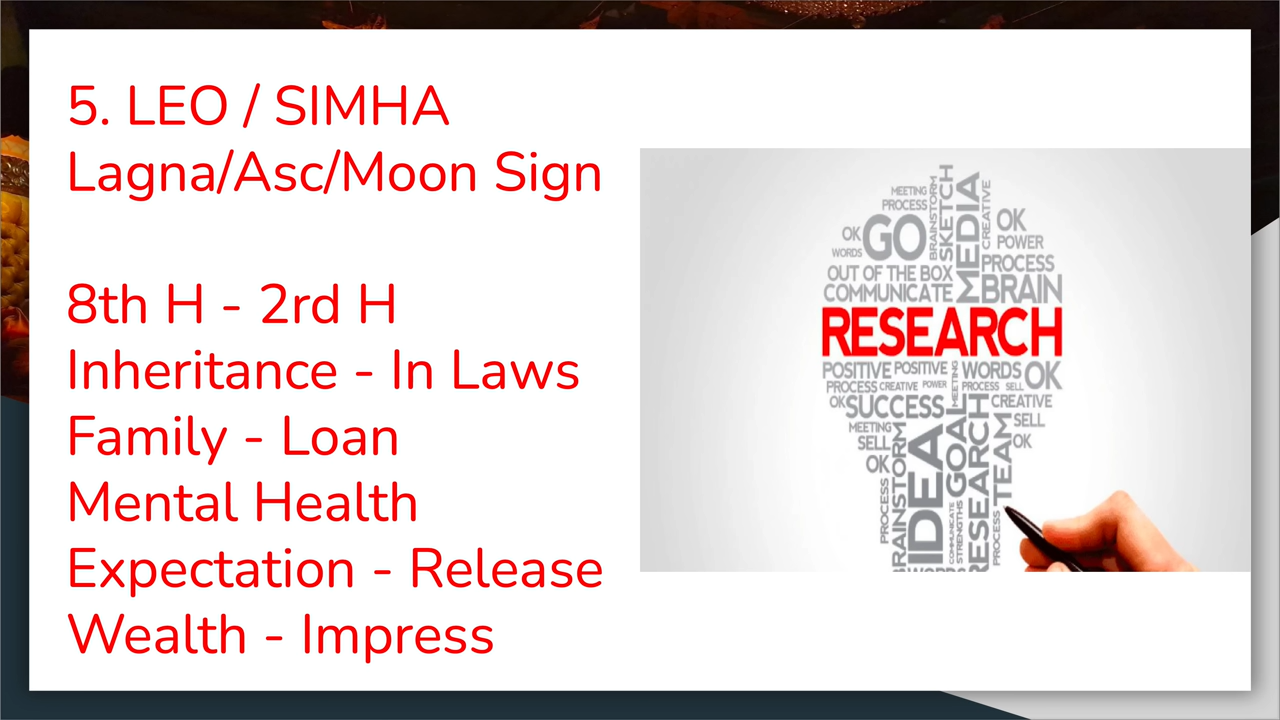 5. LEO / SIMHA
Lagna/Asc/Moon Sign
8th H - 2rd H
Inheritance - In Laws
Family - Loan
Mental Health
Expectation - Release
Wealth - Impress
MEETING
PROCESS
OK
WORDS
GO
BRAINSTORM
SKETCH
MEDIA
CREATIVE
OK
POWER
PROCESS
OUT OF THE BOX
COMMUNICATE
BRAIN
RESEARCH
POSITIVE POSITIVE
MEETING
WORDS
OK
PROCESS CREATIVE POWER
PROCESS SELL
OK
SUCCESS
CREATIVE
MEETING
SELL
SELL
OK
OK
PROCESS
BRAINSTORM
IDEA
GOAL
COMMUNICATE
STRENGTHS
RESEARCH
TEAM
PROCESS
WORDS